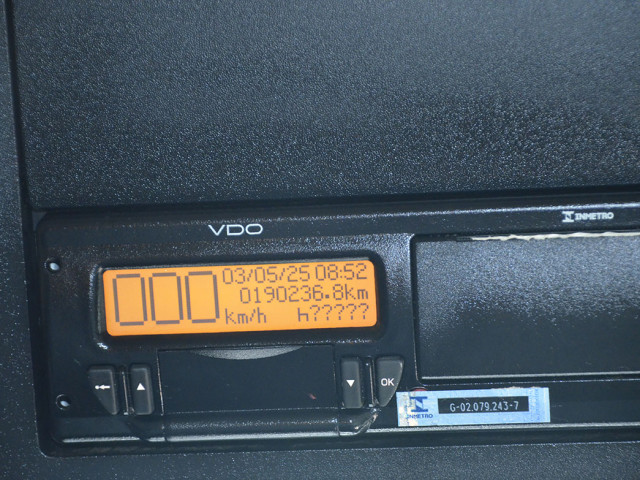 INMETRO
VDO
000
03/05/25 08:52
0190236.8km
km/h h?????
OK
INMETRO
G-02.079.243-7